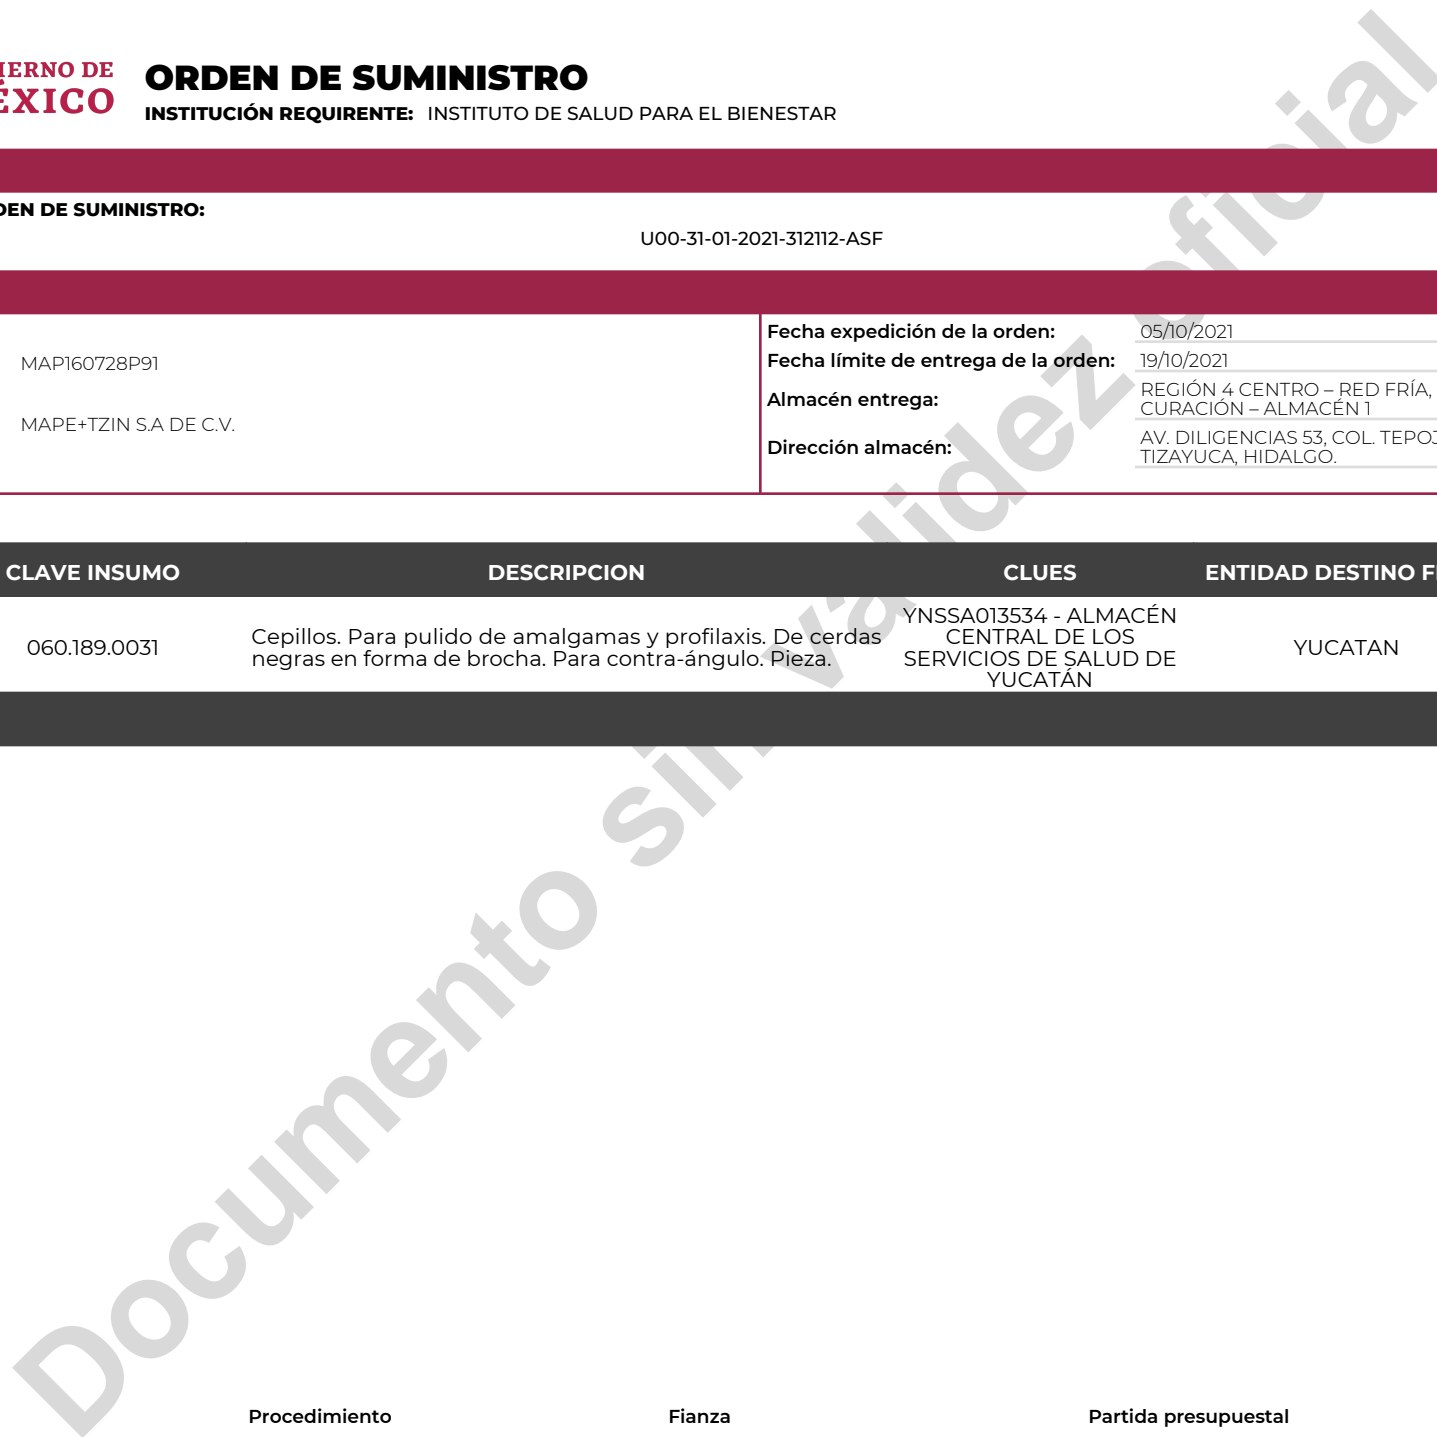 IERNO DE
ÉXICO
ORDEN DE SUMINISTRO
INSTITUCIÓN REQUIRENTE: INSTITUTO DE SALUD PARA EL BIENESTAR
DEN DE SUMINISTRO:
U00-31-01-2021-312112-ASF
MAP160728P91
MAPE+TZIN S.A DE C.V.
Fecha expedición de la orden: 05/10/2021
Fecha límite de entrega de la orden: 19/10/2021
Almacén entrega: REGIÓN 4 CENTRO – RED FRÍA,
CURACIÓN – ALMACÉN 1
Dirección almacén: AV. DILIGENCIAS 53, COL. TEPOJ
TIZAYUCA, HIDALGO.
CLAVE INSUMO DESCRIPCION CLUES ENTIDAD DESTINO FI
060.189.0031
Cepillos. Para pulido de amalgamas y profilaxis. De cerdas
negras en forma de brocha. Para contra-ángulo. Pieza.
YNSSA013534 - ALMACÉN
CENTRAL DE LOS
SERVICIOS DE SALUD DE
YUCATÁN
YUCATAN
Documento sin validez oficial
Procedimiento Fianza Partida presupuestal